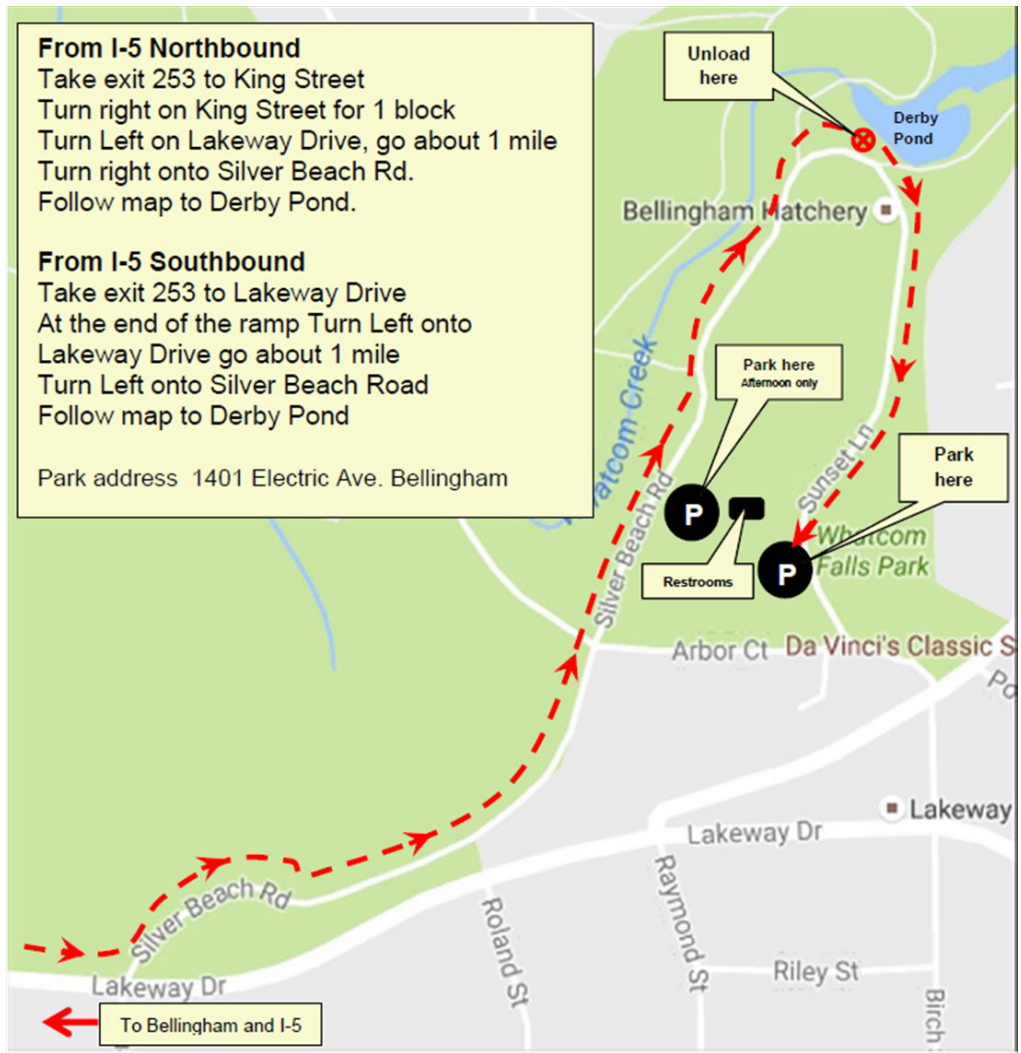 From I-5 Northbound
Take exit 253 to King Street
Turn right on King Street for 1 block
Turn Left on Lakeway Drive, go about 1 mile
Turn right onto Silver Beach Rd.
Follow map to Derby Pond.
From I-5 Southbound
Take exit 253 to Lakeway Drive
At the end of the ramp Turn Left onto
Lakeway Drive go about 1 mile
Turn Left onto Silver Beach Road
Follow map to Derby Pond
Park address 1401 Electric Ave. Bellingham
Unload
here
Derby
Pond
Bellingham Hatchery
Park here
Afternoon only
atcom Creek
Sunset Ln
Park
here
Silver Beach Rd
P
Restrooms
P
Whatcom
Falls Park
Arbor Ct
Da Vinci's Classic S
Po
Lakeway
Lakeway Dr
Silver Beach Rd
Roland St
Raymond St
Riley St
Birch
Lakeway Dr
To Bellingham and I-5